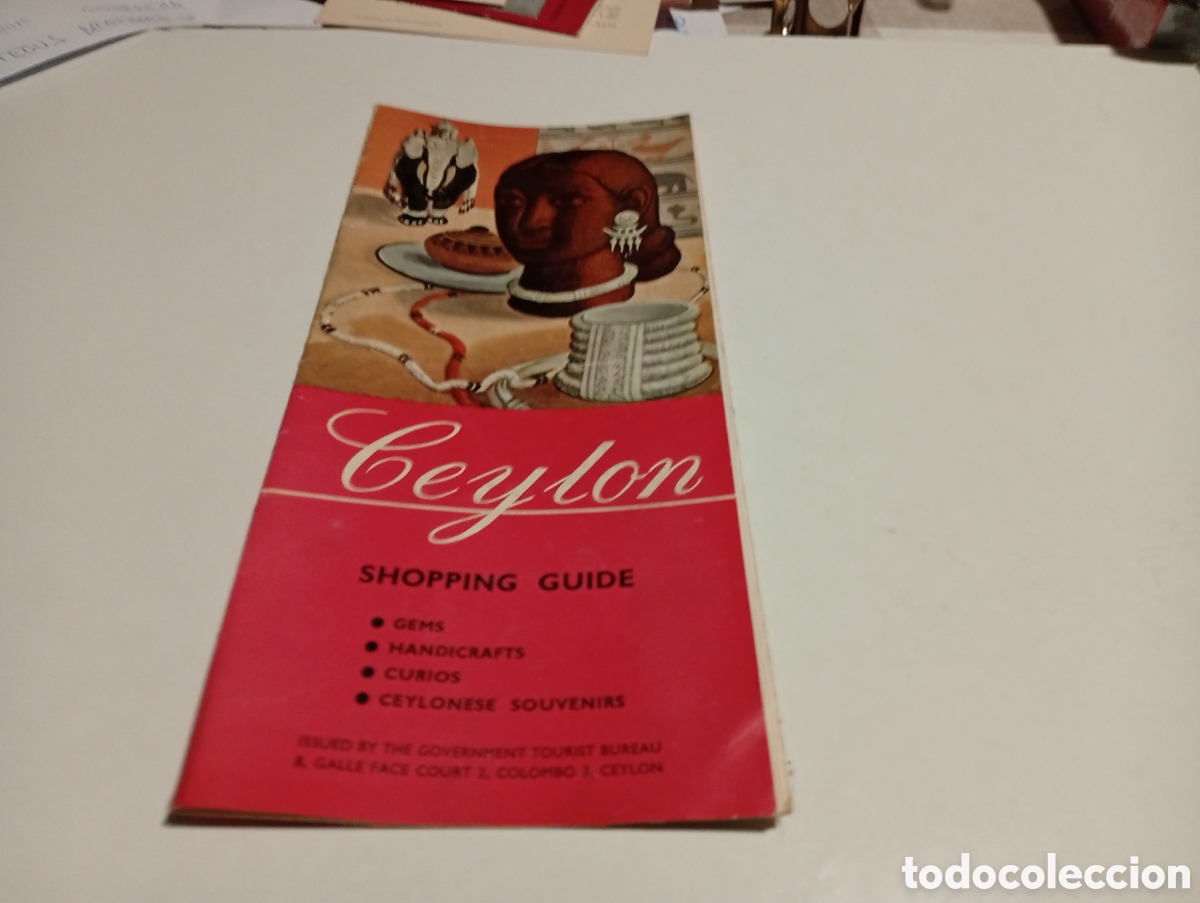 Ceylon
SHOPPING GUIDE
● GEMS
● HANDICRAFTS
● CURIOS
● CEYLONESE SOUVENIRS
ISSUED BY THE GOVERNMENT TOURIST BUREAU
8, GALLE FACE COURT 2, COLOMBO 3, CEYLON
todocoleccion